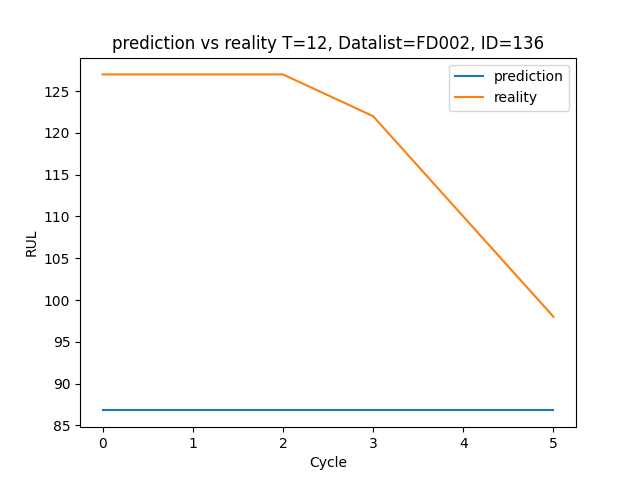 prediction vs reality T=12, Datalist=FD002, ID=136
prediction
reality
RUL
125
120
115
110
105
100
95
90
85
0 1 2 3 4 5
Cycle